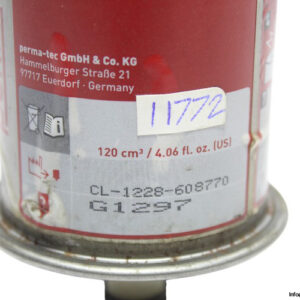 perma-tec GmbH & Co. KG
Hammelburger Straße 21
97717 Euerdorf · Germany
11772
120 cm³ / 4.06 fl. oz. (US)
CL-1228-608770
G1297